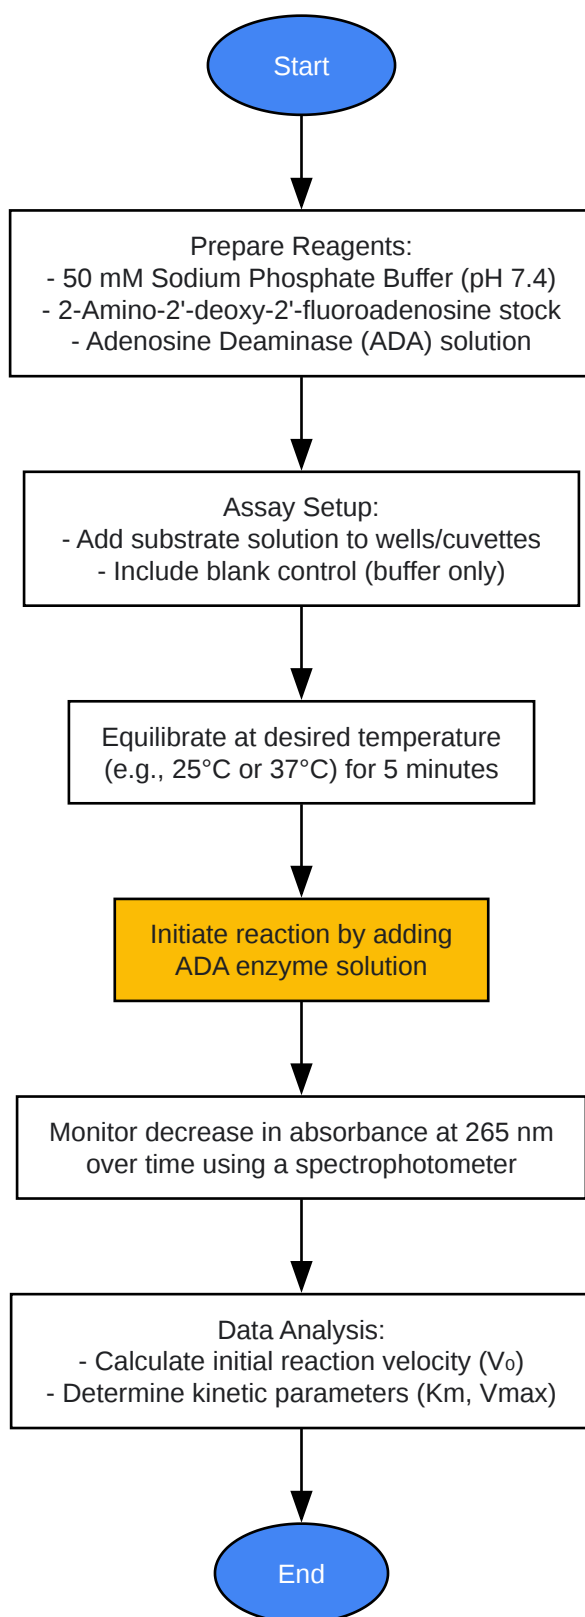 Start
Prepare Reagents:
- 50 mM Sodium Phosphate Buffer (pH 7.4)
- 2-Amino-2'-deoxy-2'-fluoroadenosine stock
- Adenosine Deaminase (ADA) solution
Assay Setup:
- Add substrate solution to wells/cuvettes
- Include blank control (buffer only)
Equilibrate at desired temperature
(e.g., 25°C or 37°C) for 5 minutes
Initiate reaction by adding
ADA enzyme solution
Monitor decrease in absorbance at 265 nm
over time using a spectrophotometer
Data Analysis:
- Calculate initial reaction velocity (V₀)
- Determine kinetic parameters (Km, Vmax)
End